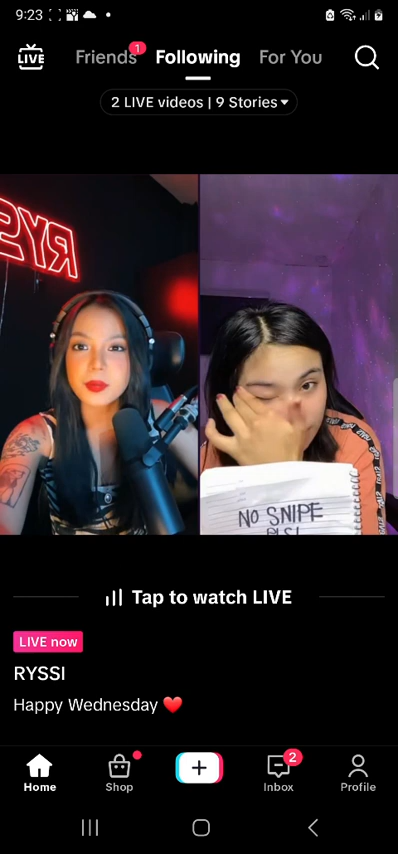 9:23
LIVE
Friends
1
Following
For You
2 LIVE videos | 9 Stories
RYS
NO SNIPE
PLS!
Tap to watch LIVE
LIVE now
RYSSI
Happy Wednesday ❤️
2
Home
Shop
Inbox
Profile